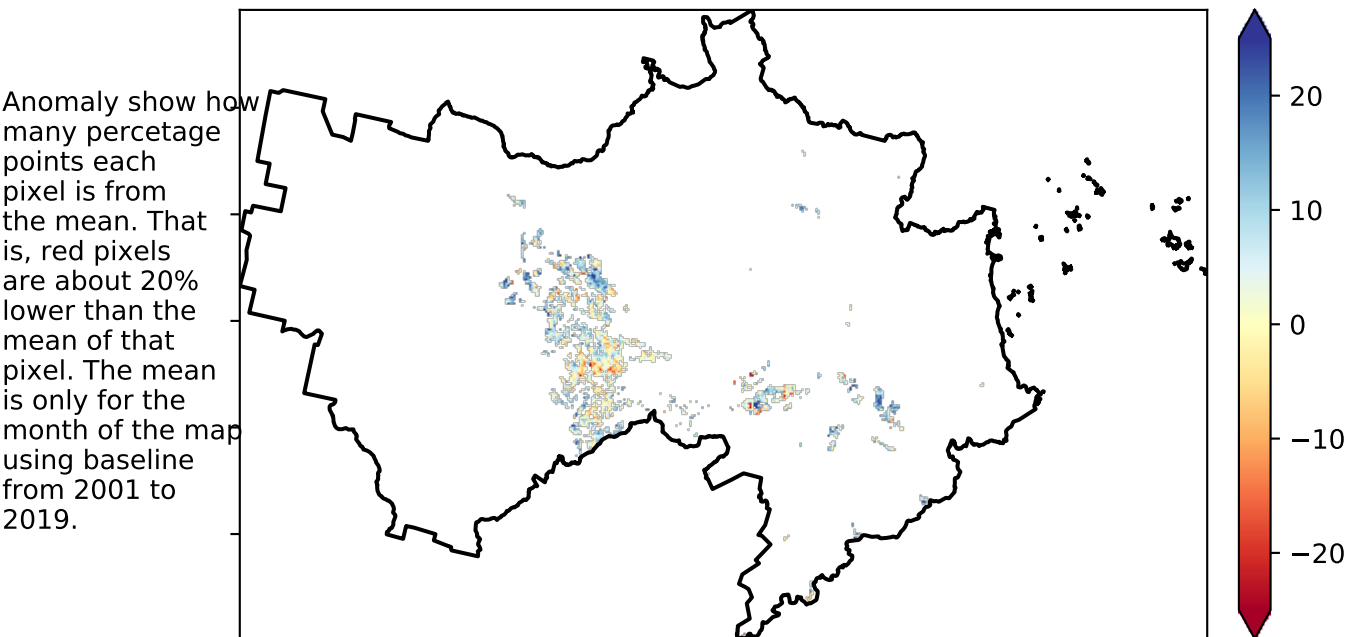 Anomaly show how
many percetage
points each
pixel is from
the mean. That
is, red pixels
are about 20%
lower than the
mean of that
pixel. The mean
is only for the
month of the map
using baseline
from 2001 to
2019.
20
10
0
−10
−20